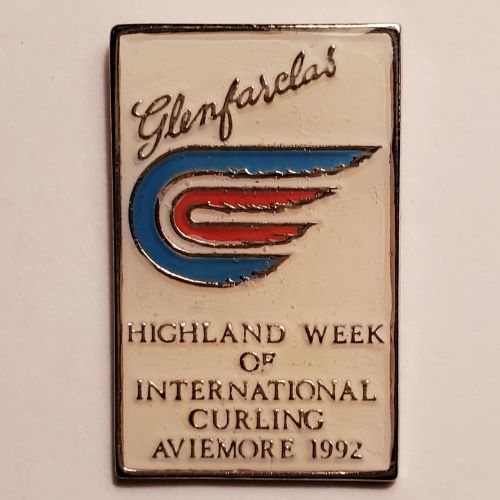 Glenfarclas
HIGHLAND WEEK
OF
INTERNATIONAL
CURLING
AVIEMORE 1992